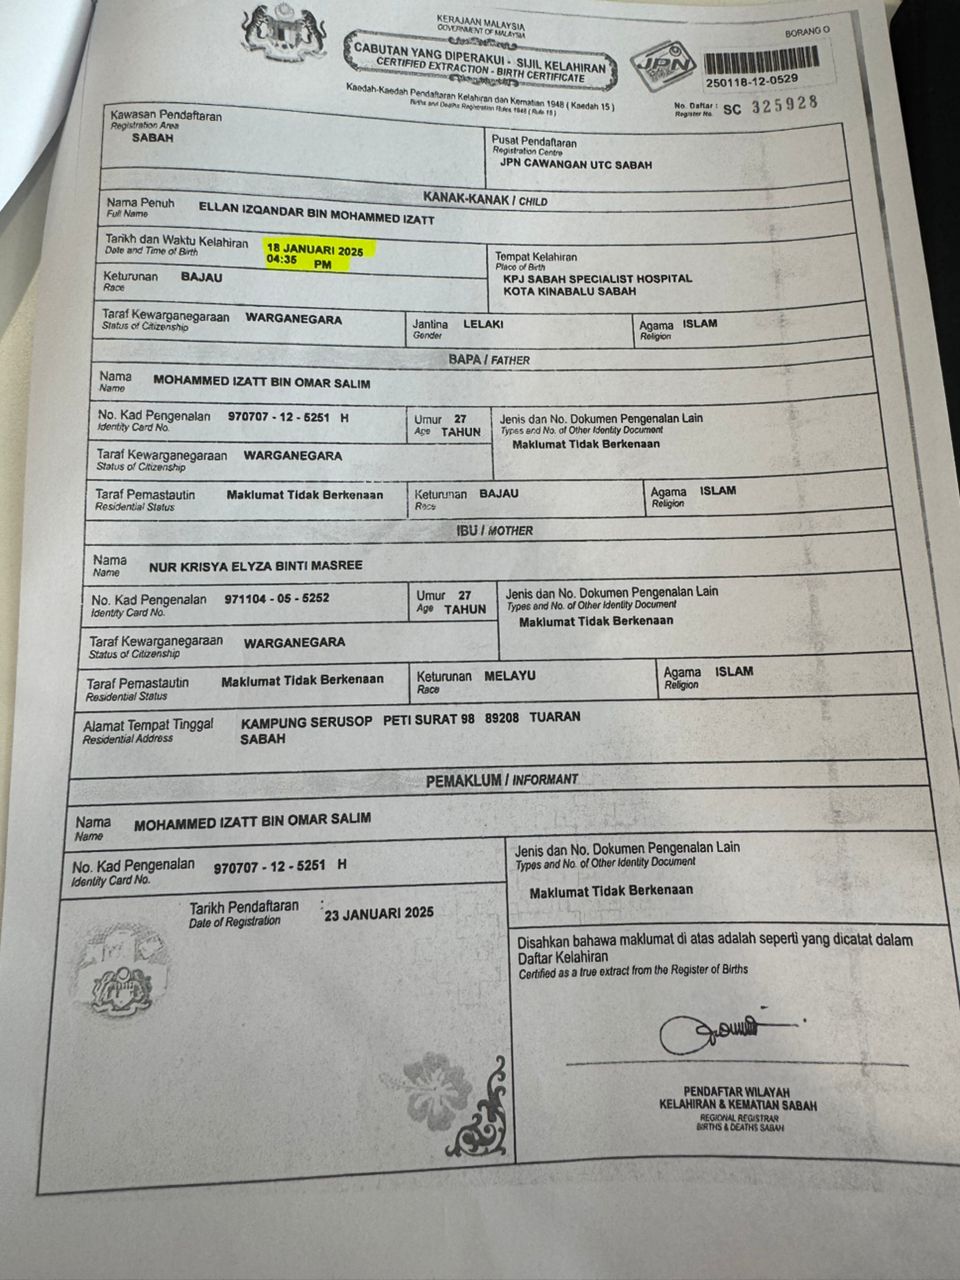 KERAJAAN MALAYSIA
GOVERNMENT OF MALAYSIA
BORANG O
CABUTAN YANG DIPERAKUI - SIJIL KELAHIRAN
CERTIFIED EXTRACTION - BIRTH CERTIFICATE
JPN
250118-12-0529
Kaedah-Kaedah Pendaftaran Kelahiran dan Kematian 1948 ( Kaedah 15 )
Births and Deaths Registration Rules 1948 ( Rule 15 )
No. Daftar : SC 325928
Register No.
Kawasan Pendaftaran
Registration Area
SABAH
Pusat Pendaftaran
Registration Centre
JPN CAWANGAN UTC SABAH
KANAK-KANAK / CHILD
Nama Penuh ELLAN IZQANDAR BIN MOHAMMED IZATT
Full Name
Tarikh dan Waktu Kelahiran 18 JANUARI 2025
Date and Time of Birth 04:35 PM
Tempat Kelahiran
Place of Birth
KPJ SABAH SPECIALIST HOSPITAL
KOTA KINABALU SABAH
Keturunan BAJAU
Race
Taraf Kewarganegaraan WARGANEGARA
Status of Citizenship
Jantina LELAKI
Gender
Agama ISLAM
Religion
BAPA / FATHER
Nama MOHAMMED IZATT BIN OMAR SALIM
Name
No. Kad Pengenalan 970707 - 12 - 5251 H
Identity Card No.
Umur 27
Age TAHUN
Jenis dan No. Dokumen Pengenalan Lain
Types and No. of Other Identity Document
Maklumat Tidak Berkenaan
Taraf Kewarganegaraan WARGANEGARA
Status of Citizenship
Taraf Pemastautin Maklumat Tidak Berkenaan
Residential Status
Keturunan BAJAU
Race
Agama ISLAM
Religion
IBU / MOTHER
Nama NUR KRISYA ELYZA BINTI MASREE
Name
No. Kad Pengenalan 971104 - 05 - 5252
Identity Card No.
Umur 27
Age TAHUN
Jenis dan No. Dokumen Pengenalan Lain
Types and No. of Other Identity Document
Maklumat Tidak Berkenaan
Taraf Kewarganegaraan WARGANEGARA
Status of Citizenship
Taraf Pemastautin Maklumat Tidak Berkenaan
Residential Status
Keturunan MELAYU
Race
Agama ISLAM
Religion
Alamat Tempat Tinggal KAMPUNG SERUSOP PETI SURAT 98 89208 TUARAN
Residential Address SABAH
PEMAKLUM / INFORMANT
Nama MOHAMMED IZATT BIN OMAR SALIM
Name
No. Kad Pengenalan 970707 - 12 - 5251 H
Identity Card No.
Jenis dan No. Dokumen Pengenalan Lain
Types and No. of Other Identity Document
Maklumat Tidak Berkenaan
Tarikh Pendaftaran : 23 JANUARI 2025
Date of Registration
Disahkan bahawa maklumat di atas adalah seperti yang dicatat dalam
Daftar Kelahiran
Certified as a true extract from the Register of Births
PENDAFTAR WILAYAH
KELAHIRAN & KEMATIAN SABAH
REGIONAL REGISTRAR
BIRTHS & DEATHS SABAH